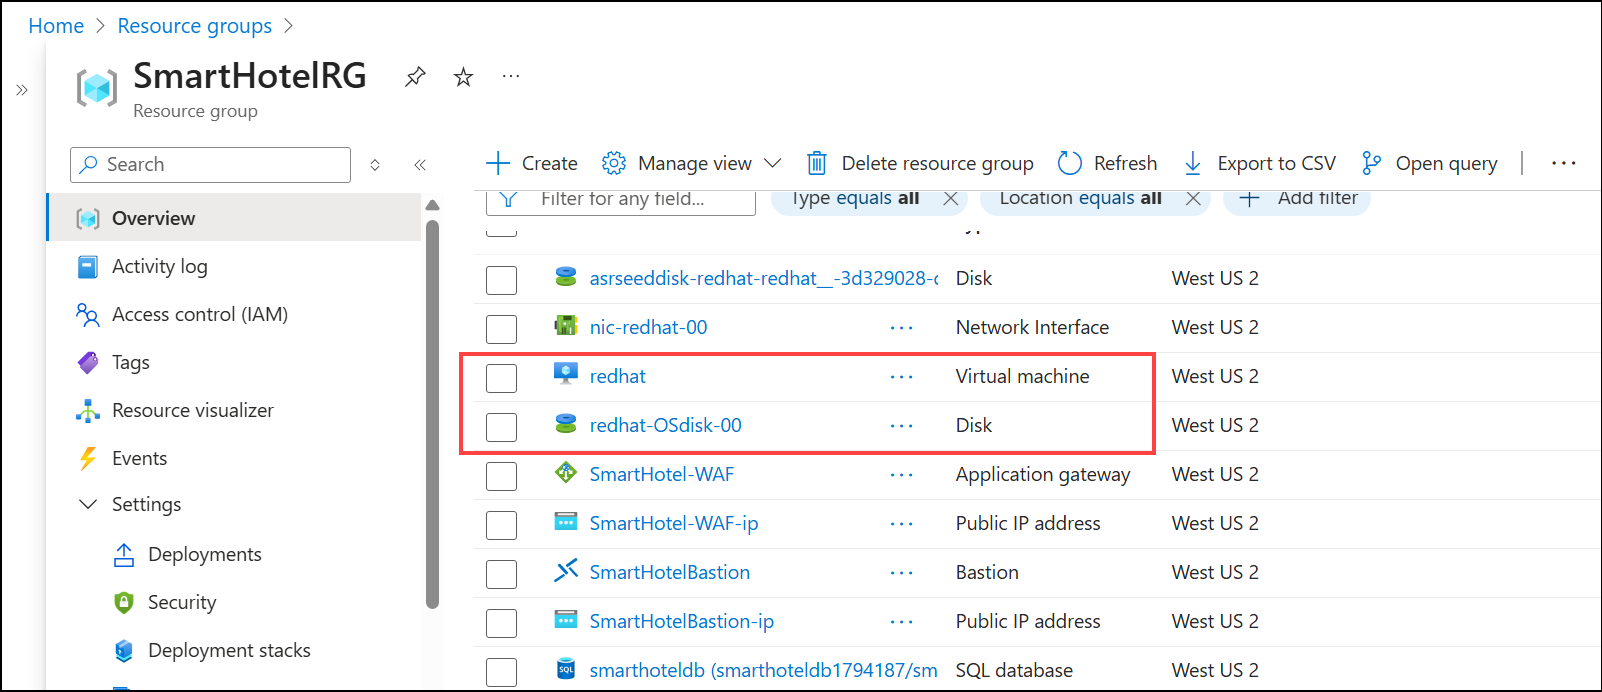 Home > Resource groups >
SmartHotelRG
Resource group
Search
Create
Manage view
Delete resource group
Refresh
Export to CSV
Open query
Filter for any field...
Type equals all
Location equals all
Add filter
Overview
Activity log
Access control (IAM)
Tags
Resource visualizer
Events
Settings
Deployments
Security
Deployment stacks
asrseeddisk-redhat-redhat__-3d329028- Disk West US 2
nic-redhat-00 ... Network Interface West US 2
redhat ... Virtual machine West US 2
redhat-OSdisk-00 ... Disk West US 2
SmartHotel-WAF ... Application gateway West US 2
SmartHotel-WAF-ip ... Public IP address West US 2
SmartHotelBastion ... Bastion West US 2
SmartHotelBastion-ip ... Public IP address West US 2
SQL smarthoteldb (smarthoteldb1794187/sm SQL database West US 2